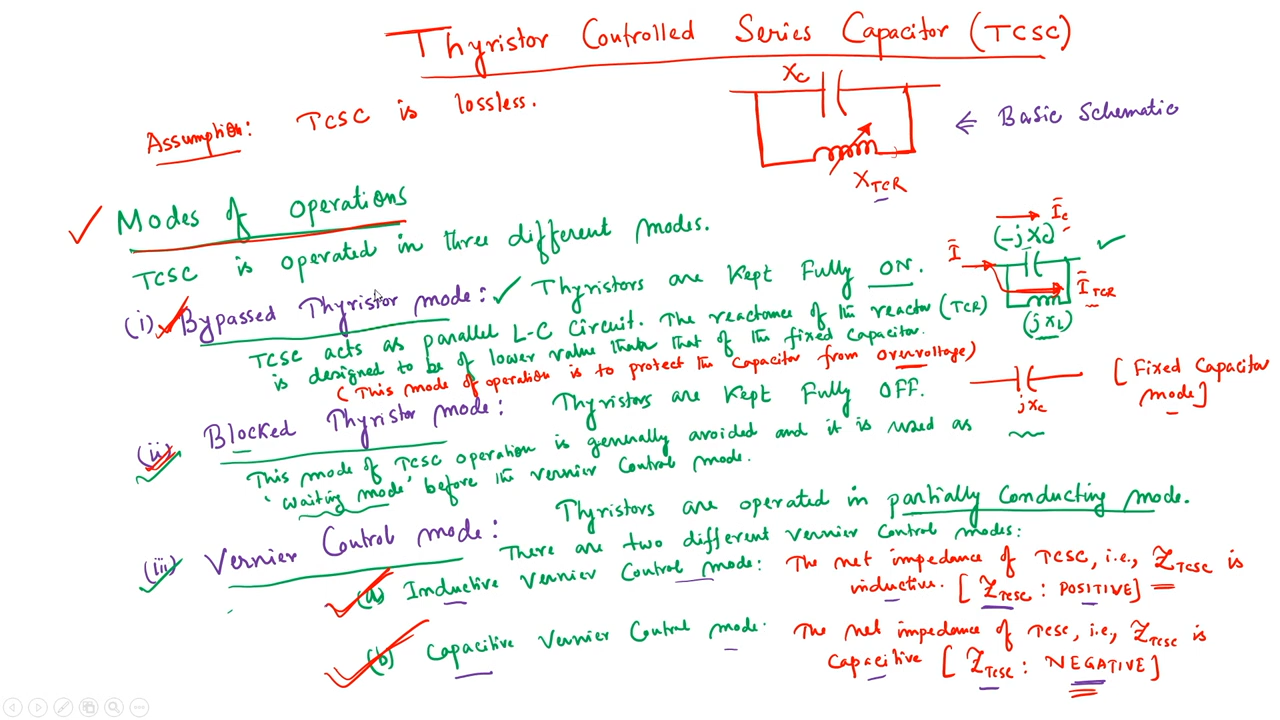 Thyristor Controlled Series Capacitor (TCSC)
Assumption: TCSC is lossless.
Xc
X TCR
⇐ Basic Schematic
Modes of operations
TCSC is operated in three different modes.
(i) Bypassed Thyristor mode: Thyristors are Kept Fully ON.
TCSC acts as parallel L-C Circuit. The reactance of the reactor (TCR)
is designed to be of lower value than that of the fixed Capacitor.
(This mode of operation is to protect the Capacitor from overvoltage)
Ī Īc
(-jXc)
Ī TCR
(jXL)
(ii) Blocked Thyristor mode: Thyristors are Kept Fully OFF.
This mode of TCSC operation is generally avoided and it is used as
'waiting mode' before the vernier Control mode.
jxc
[Fixed Capacitor
mode]
(iii) Vernier Control mode: Thyristors are operated in partially Conducting mode.
There are two different vernier Control modes:
(a) Inductive Vernier Control mode: The net impedance of TCSC, i.e., Z TCSC is
inductive. [Z TCSC : POSITIVE]
(b) Capacitive Vernier Control mode. The net impedance of TCSC, i.e., Z TCSC is
Capacitive [Z TCSC : NEGATIVE]